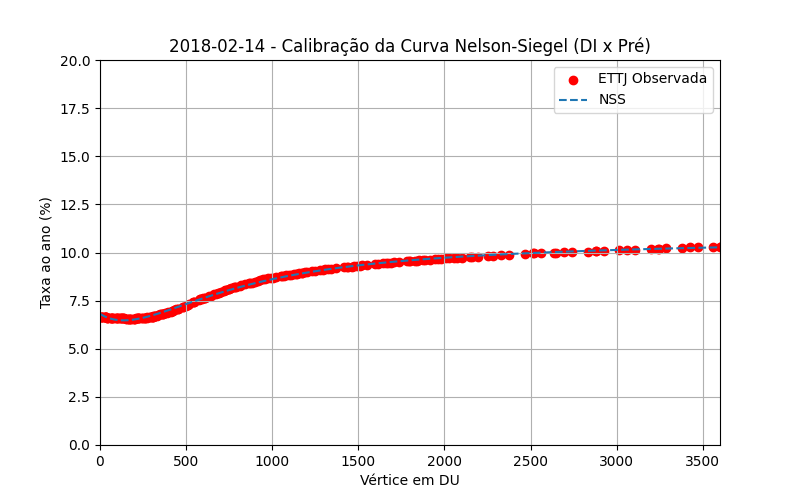 2018-02-14 - Calibração da Curva Nelson-Siegel (DI x Pré)
20.0
17.5
15.0
12.5
10.0
7.5
5.0
2.5
0.0
Taxa ao ano (%)
ETTJ Observada
NSS
0 500 1000 1500 2000 2500 3000 3500
Vértice em DU